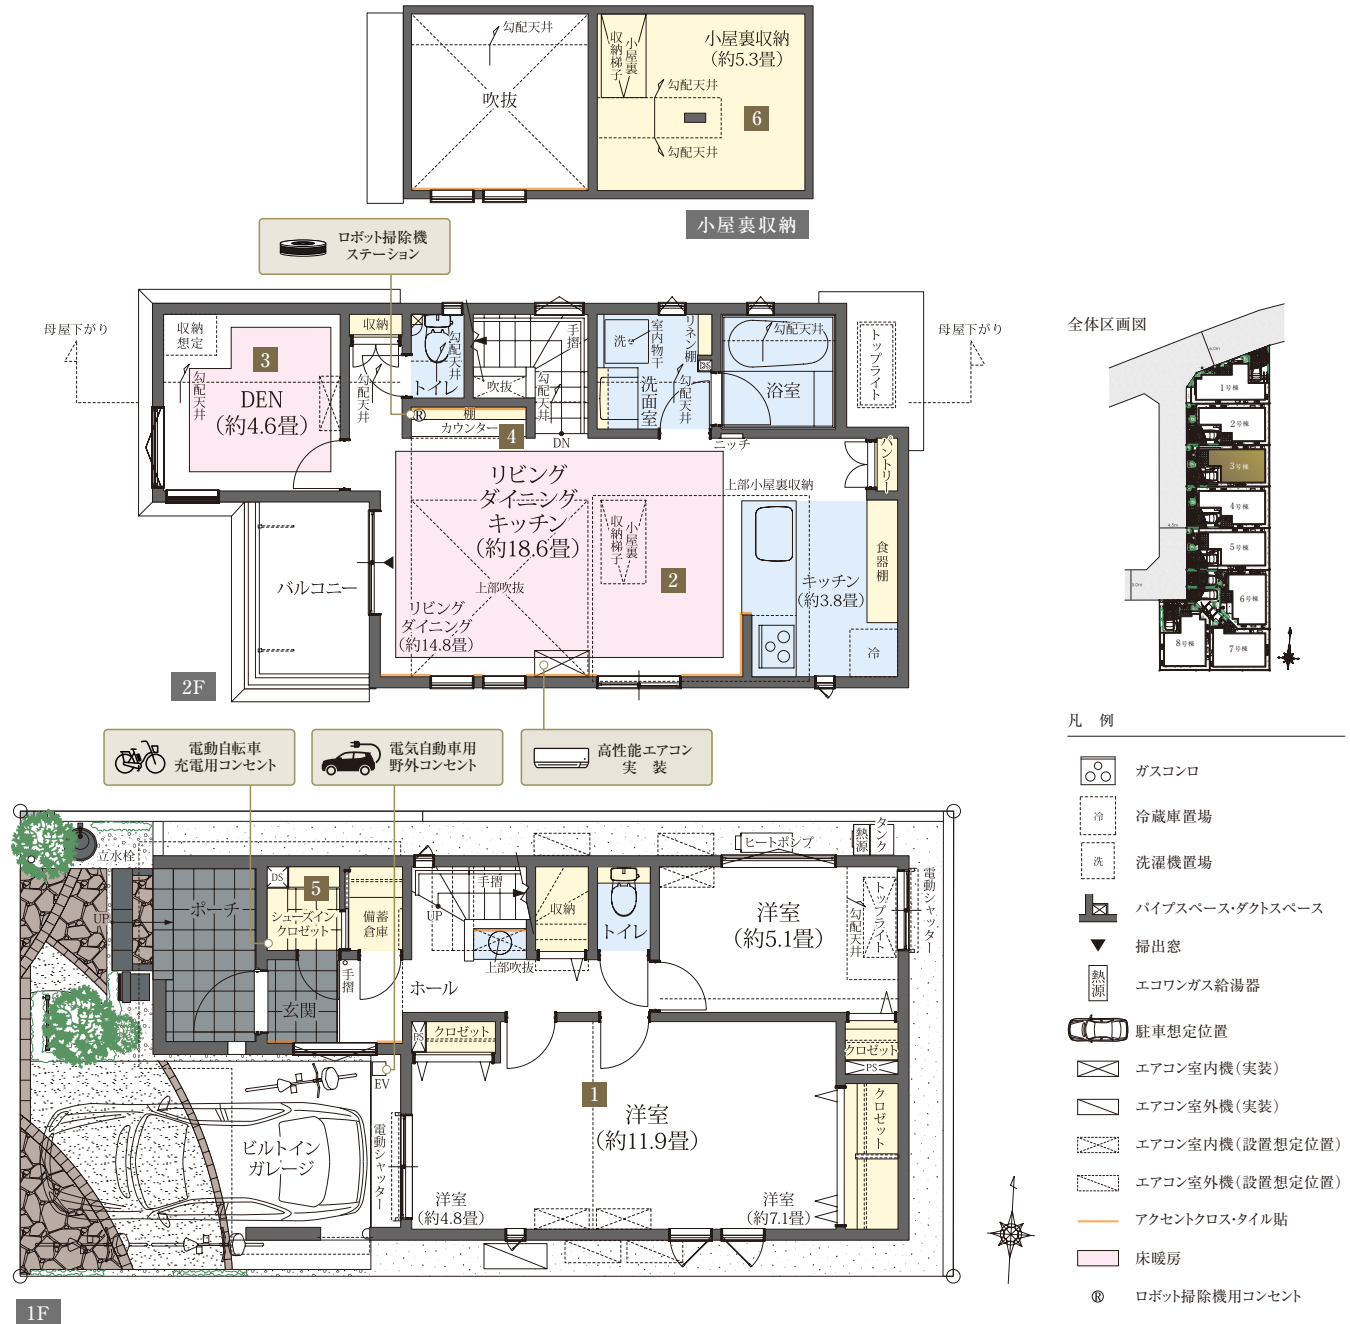 勾配天井
吹抜
小屋裏
収納梯子
小屋裏収納
(約5.3畳)
勾配天井
6
勾配天井
小屋裏収納
ロボット掃除機
ステーション
母屋下がり
収納
想定
3
勾配天井
DEN
(約4.6畳)
収納
勾配天井
トイレ
勾配天井
吹抜
手摺
勾配天井
DN
洗
室内物干
リネン棚
DS
洗面室
勾配天井
勾配天井
浴室
トップライト
母屋下がり
R
棚
カウンター
4
ニッチ
パントリー
リビング
ダイニング
キッチン
(約18.6畳)
上部小屋裏収納
小屋裏
収納梯子
2
上部吹抜
バルコニー
リビング
ダイニング
(約14.8畳)
キッチン
(約3.8畳)
食器棚
冷
2F
電動自転車
充電用コンセント
電気自動車用
野外コンセント
高性能エアコン
実 装
立水栓
UP
ポーチ
DS
5
シューズイン
クロゼット
備蓄
倉庫
手摺
UP
上部吹抜
収納
トイレ
ヒートポンプ
熱源
タンク
洋室
(約5.1畳)
トップライト
勾配天井
電動シャッター
玄関
手摺
ホール
PS
クロゼット
クロゼット
PS
クロゼット
EV
1
洋室
(約11.9畳)
ビルトイン
ガレージ
電動シャッター
洋室
(約4.8畳)
洋室
(約7.1畳)
1F
全体区画図
6.0m
1号棟
2号棟
3号棟
4号棟
4.5m
5号棟
5.0m
6号棟
7号棟
8号棟
凡 例
ガスコンロ
冷
冷蔵庫置場
洗
洗濯機置場
パイプスペース・ダクトスペース
掃出窓
熱源
エコワンガス給湯器
駐車想定位置
エアコン室内機(実装)
エアコン室外機(実装)
エアコン室内機(設置想定位置)
エアコン室外機(設置想定位置)
アクセントクロス・タイル貼
床暖房
R
ロボット掃除機用コンセント